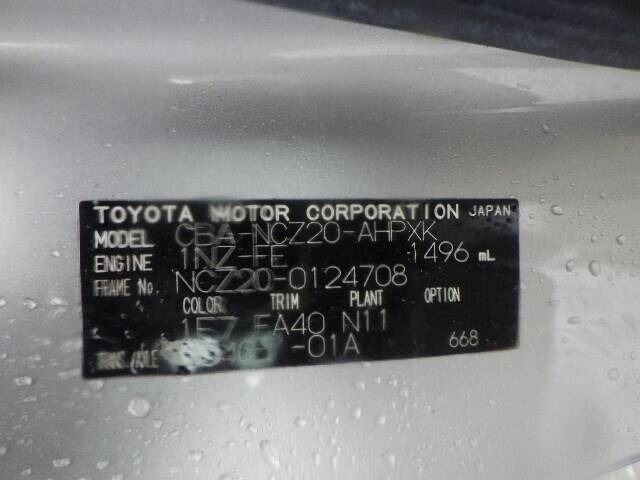 TOYOTA MOTOR CORPORATION JAPAN
MODEL CBA-NCZ20-AHPXK
ENGINE 1NZ-FE 1496 mL
FRAME No. NCZ20-0124708
COLOR TRIM PLANT OPTION
FA40 N11
-01A 668